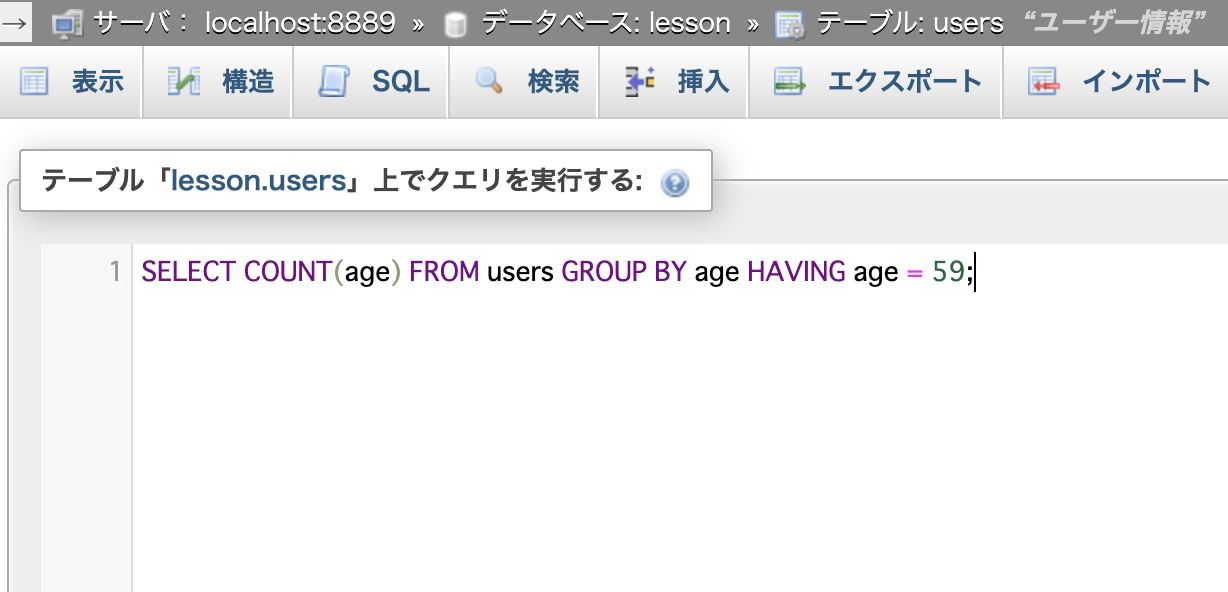 → サーバ： localhost:8889 » データベース: lesson » テーブル: users “ユーザー情報”
表示 構造 SQL 検索 挿入 エクスポート インポート
テーブル「lesson.users」上でクエリを実行する:
1 SELECT COUNT(age) FROM users GROUP BY age HAVING age = 59;